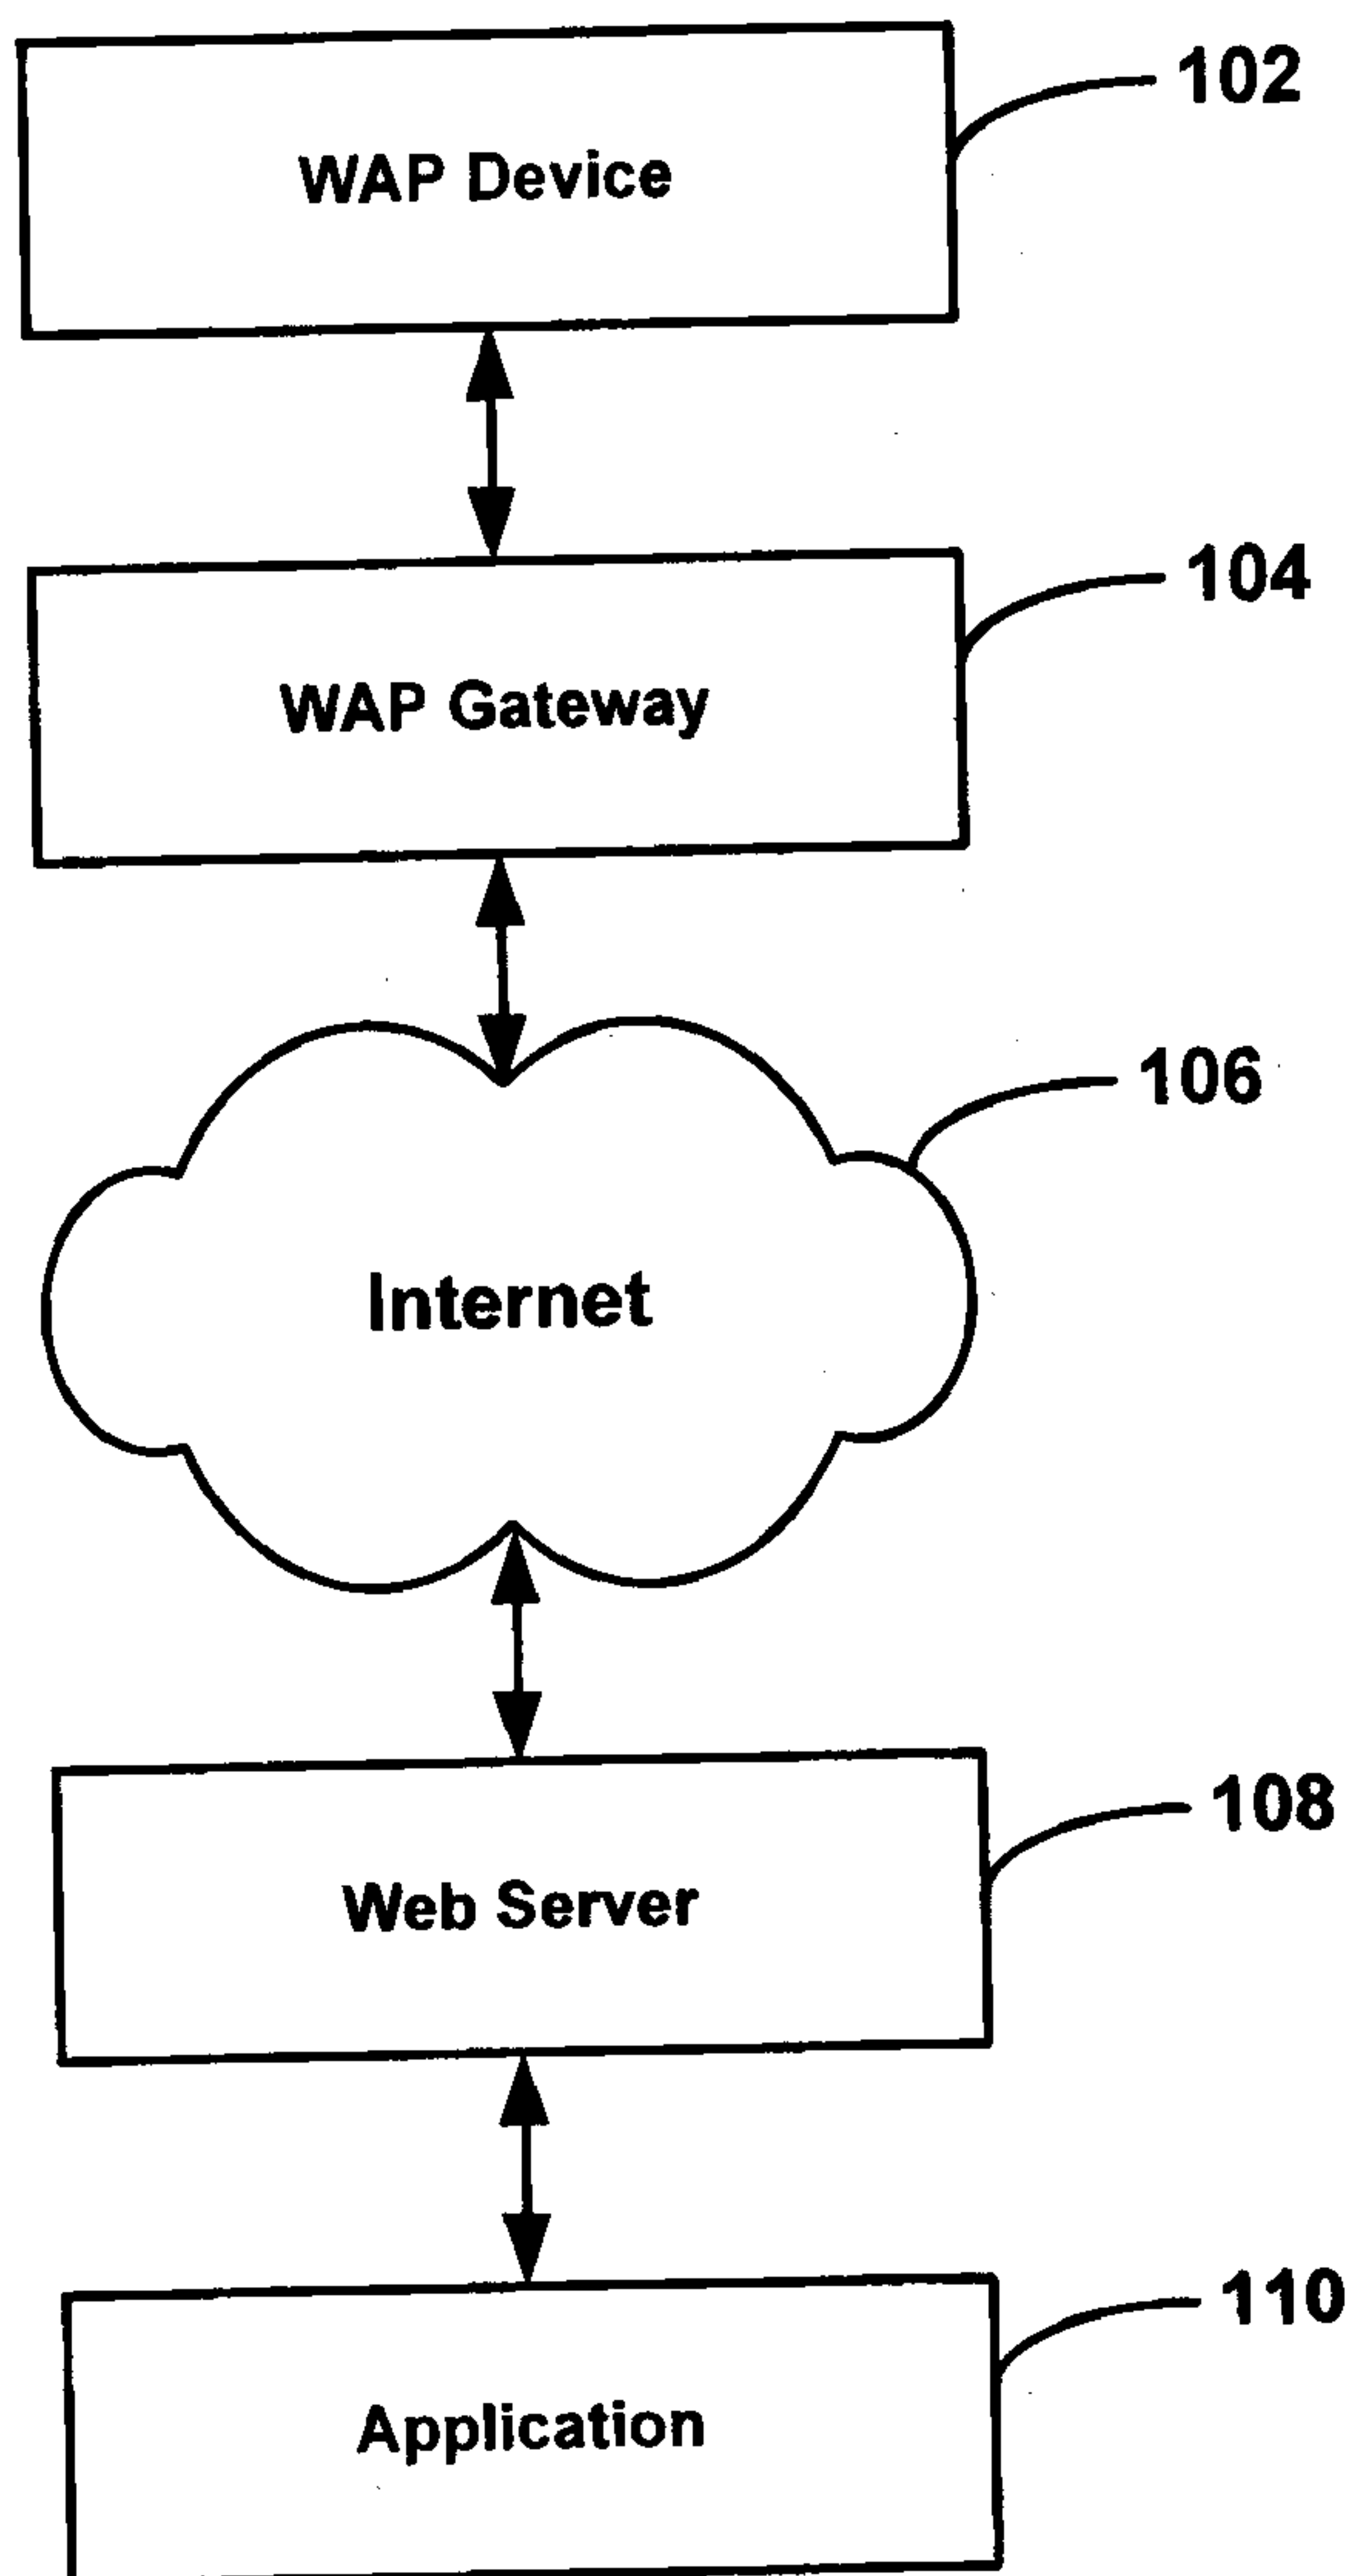 102
WAP Device
104
WAP Gateway
106
Internet
108
Web Server
110
Application